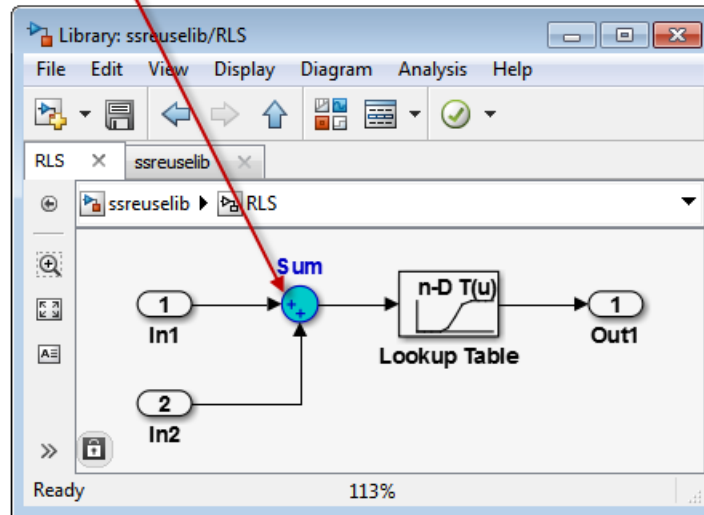 Library: ssreuselib/RLS
File Edit View Display Diagram Analysis Help
RLS ssreuselib
ssreuselib RLS
Sum
1
In1
n-D T(u)
Lookup Table
1
Out1
2
In2
Ready 113%